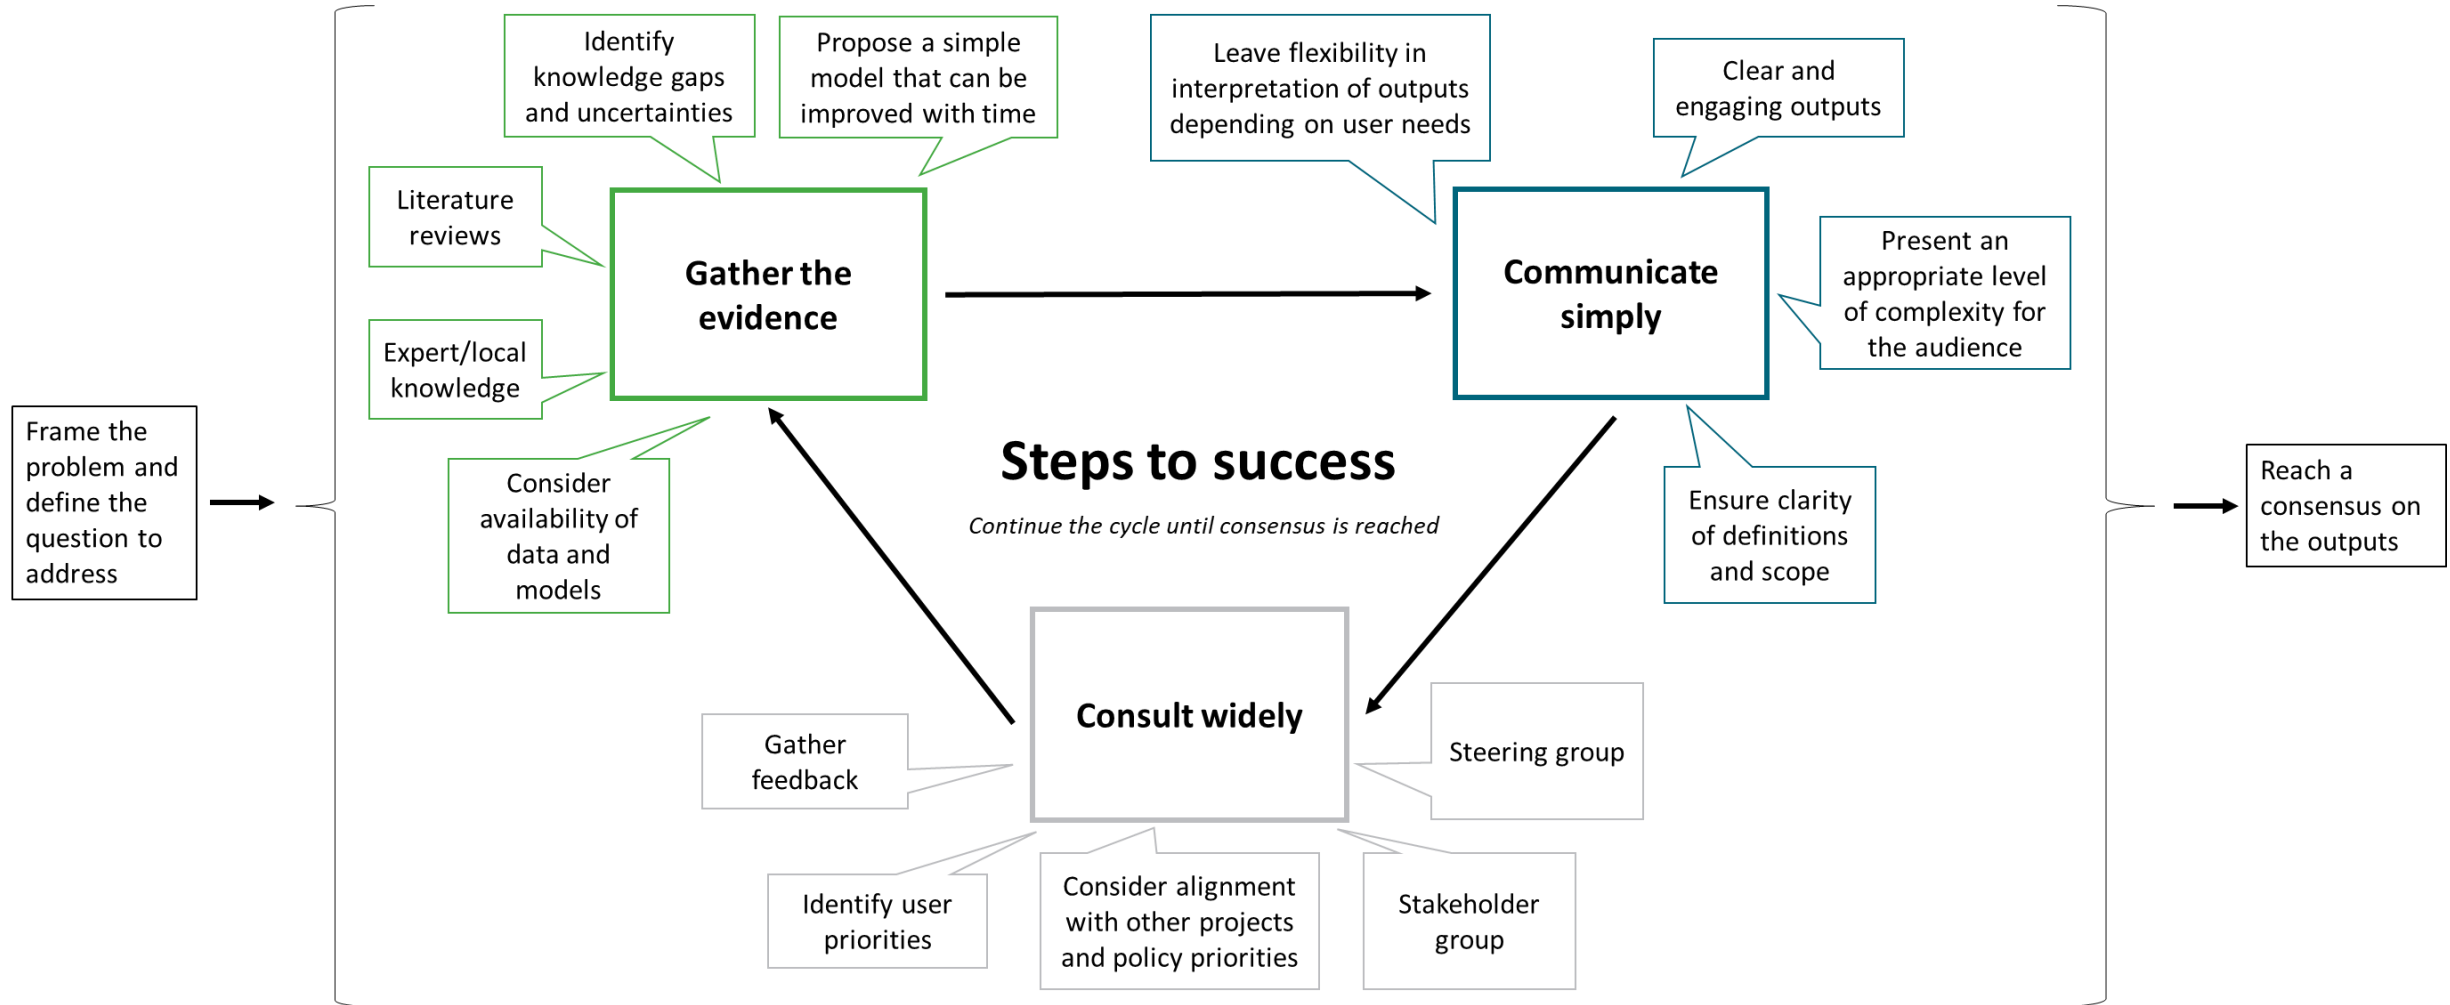 Frame the
problem and
define the
question to
address
Identify
knowledge gaps
and uncertainties
Propose a simple
model that can be
improved with time
Literature
reviews
Expert/local
knowledge
Consider
availability of
data and
models
Gather the
evidence
Leave flexibility in
interpretation of outputs
depending on user needs
Clear and
engaging outputs
Present an
appropriate level
of complexity for
the audience
Ensure clarity
of definitions
and scope
Communicate
simply
Steps to success
Continue the cycle until consensus is reached
Consult widely
Gather
feedback
Identify user
priorities
Consider alignment
with other projects
and policy priorities
Stakeholder
group
Steering group
Reach a
consensus on
the outputs